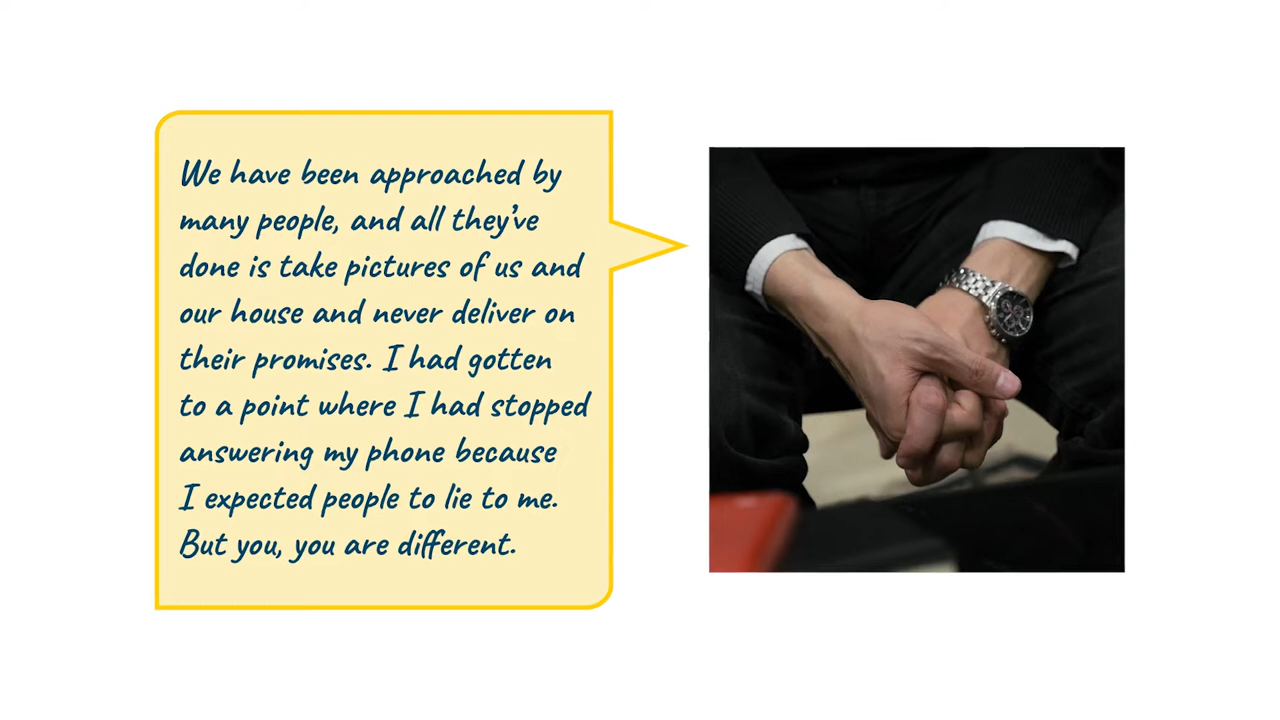 We have been approached by
many people, and all they’ve
done is take pictures of us and
our house and never deliver on
their promises. I had gotten
to a point where I had stopped
answering my phone because
I expected people to lie to me.
But you, you are different.